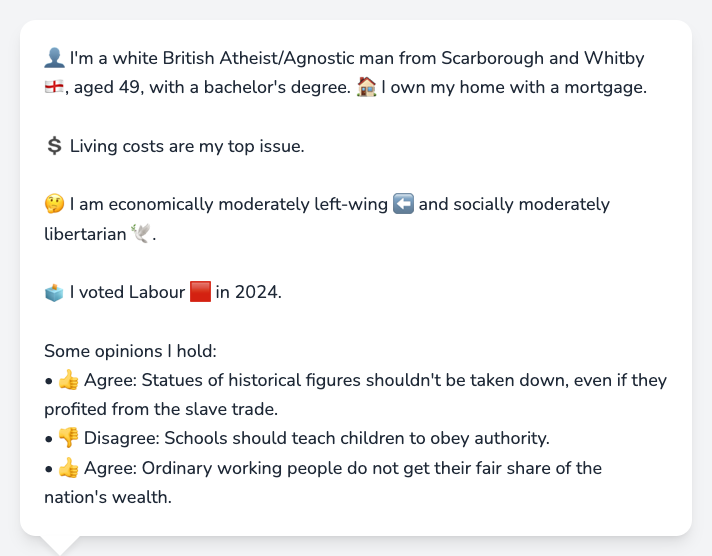 👤 I'm a white British Atheist/Agnostic man from Scarborough and Whitby
🏴󠁧󠁢󠁥󠁮󠁧󠁿, aged 49, with a bachelor's degree. 🏠 I own my home with a mortgage.
💲 Living costs are my top issue.
🤔 I am economically moderately left-wing ⬅️ and socially moderately
libertarian 🕊️.
🗳️ I voted Labour 🟥 in 2024.
Some opinions I hold:
• 👍 Agree: Statues of historical figures shouldn't be taken down, even if they
profited from the slave trade.
• 👎 Disagree: Schools should teach children to obey authority.
• 👍 Agree: Ordinary working people do not get their fair share of the
nation's wealth.